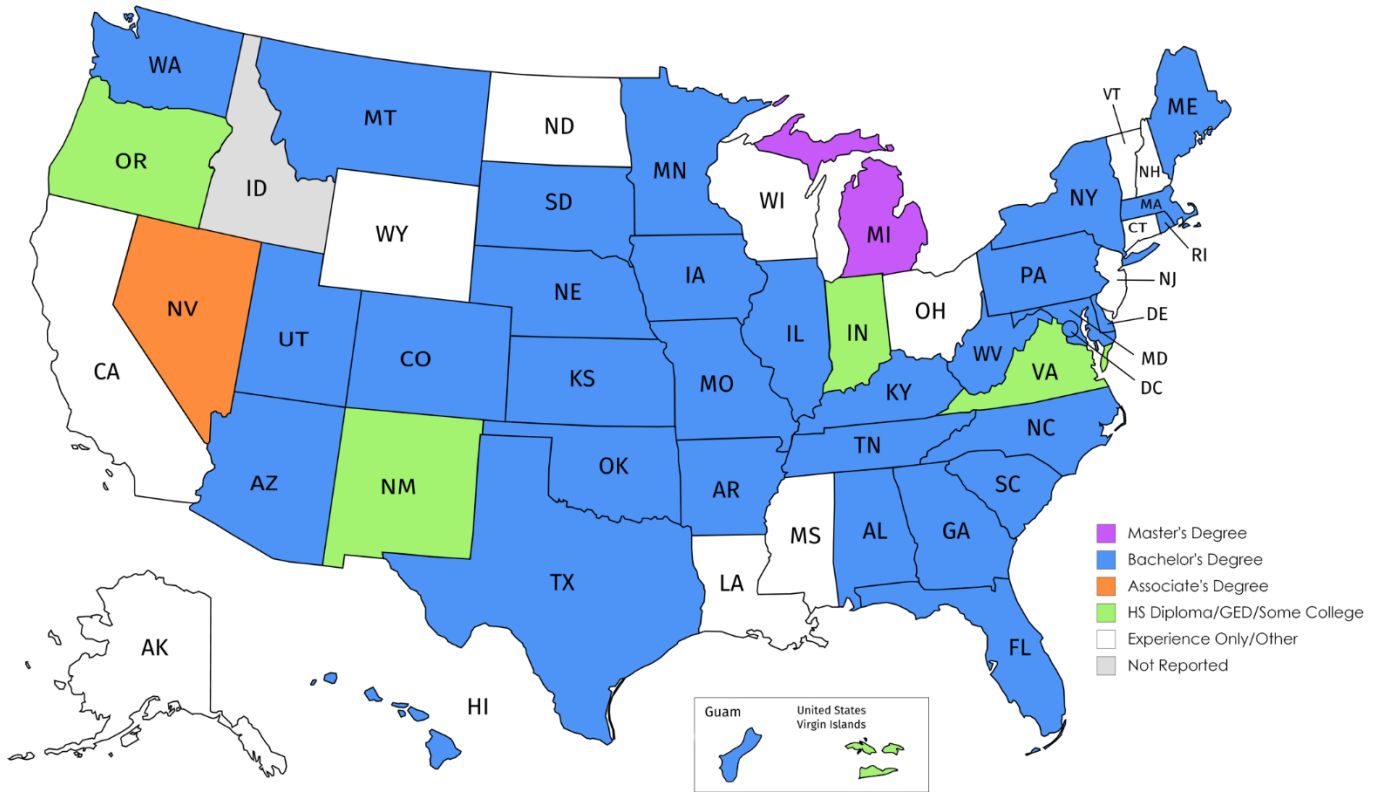 WA
MT
ND
MN
VT
ME
OR
ID
SD
WI
NH
NY
MA
WY
MI
CT
RI
IA
PA
NJ
NE
NV
OH
DE
UT
IL
IN
CO
WV
MD
CA
KS
MO
VA
DC
KY
NC
TN
OK
AZ
NM
AR
SC
MS
AL
GA
TX
LA
FL
AK
HI
Master's Degree
Bachelor's Degree
Associate's Degree
HS Diploma/GED/Some College
Experience Only/Other
Not Reported
Guam
United States
Virgin Islands